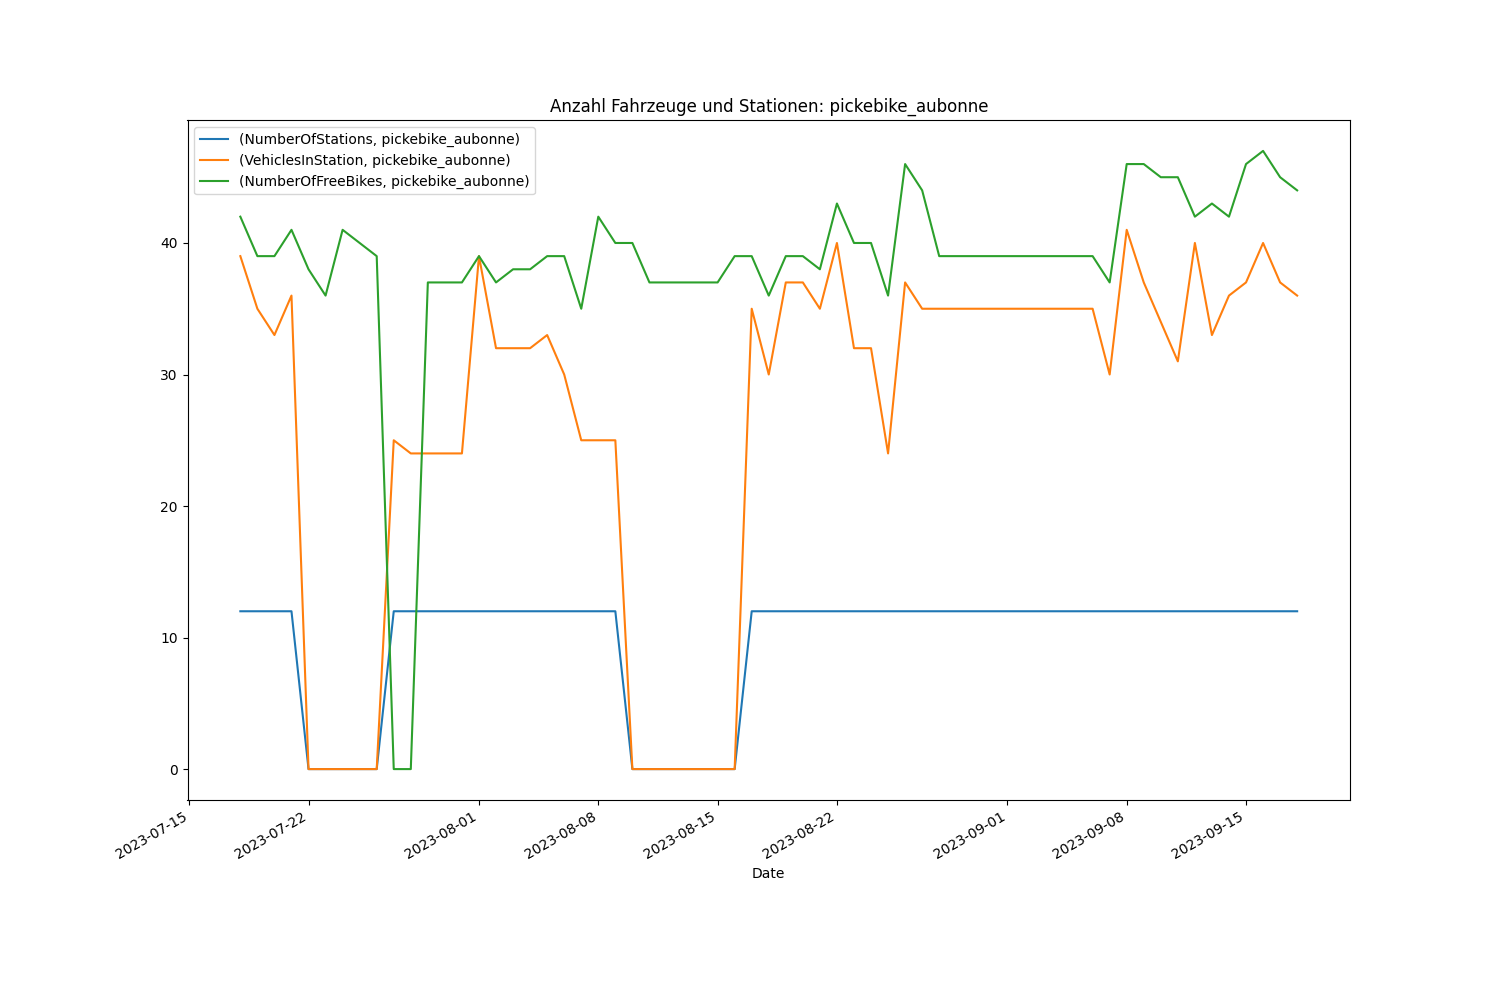 Anzahl Fahrzeuge und Stationen: pickebike_aubonne
(NumberOfStations, pickebike_aubonne)
(VehiclesInStation, pickebike_aubonne)
(NumberOfFreeBikes, pickebike_aubonne)
40
30
20
10
0
2023-07-15
2023-07-22
2023-08-01
2023-08-08
2023-08-15
2023-08-22
2023-09-01
2023-09-08
2023-09-15
Date